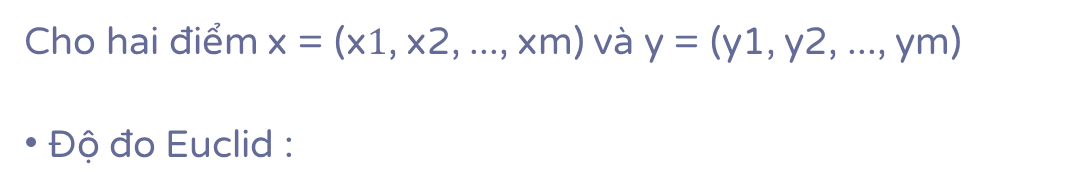 Cho hai điểm x = (x1, x2, ..., xm) và y = (y1, y2, ..., ym)
• Độ đo Euclid :